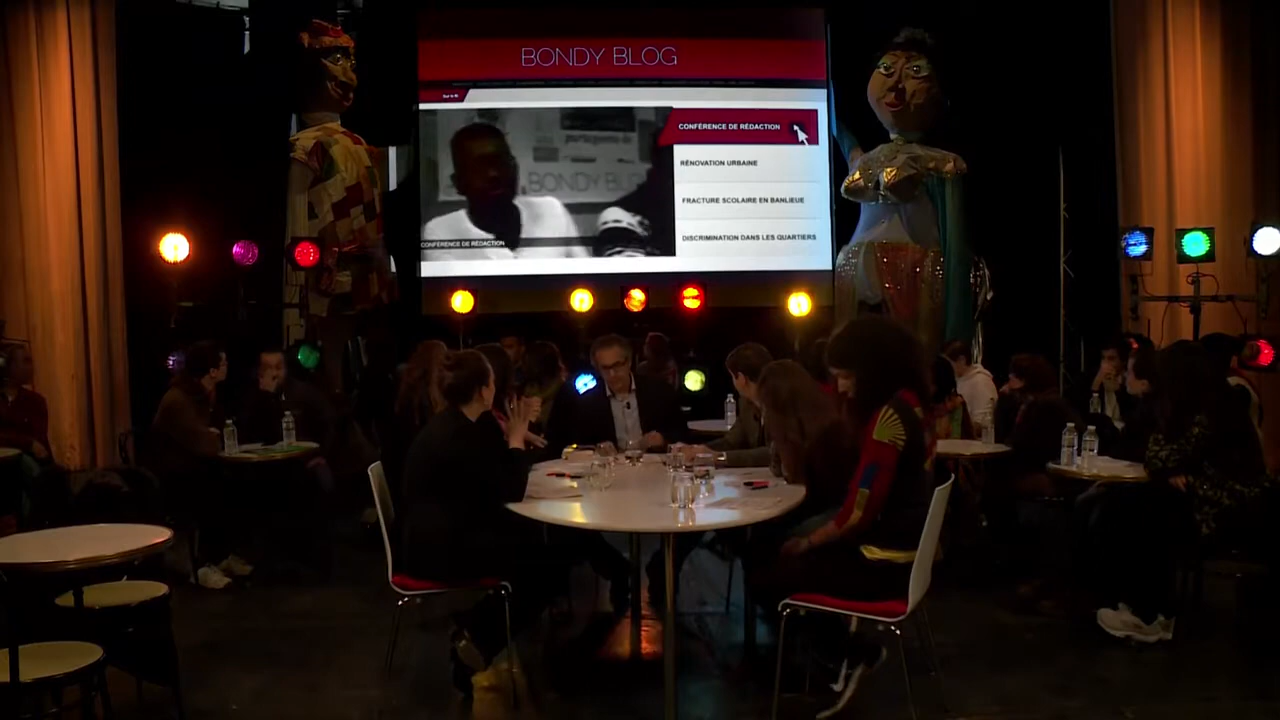 BONDY BLOG
CONFÉRENCE DE RÉDACTION
RÉNOVATION URBAINE
FRACTURE SCOLAIRE EN BANLIEUE
DISCRIMINATION DANS LES QUARTIERS
BONDY BLO
CONFÉRENCE DE RÉDACTION